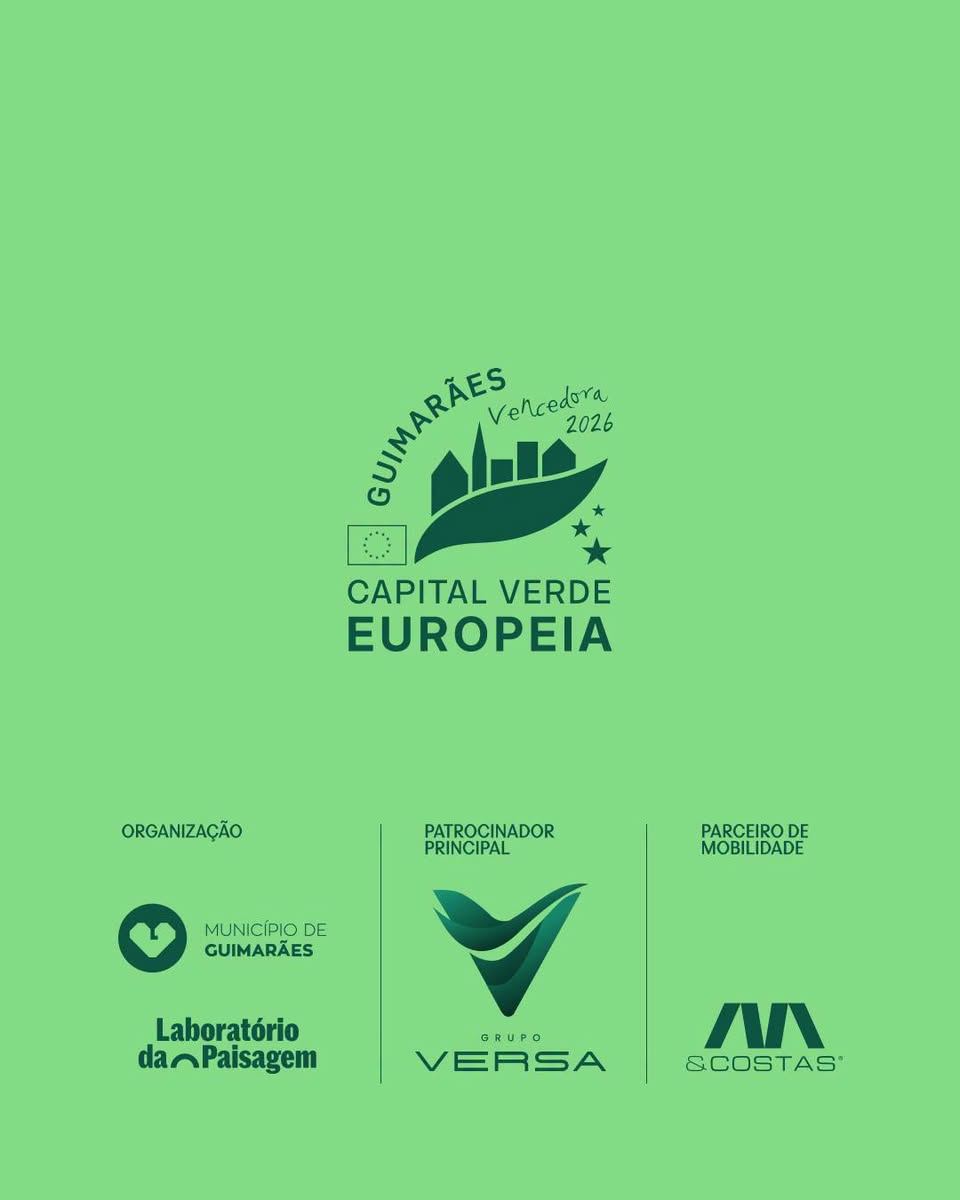 GUIMARÃES
Vencedora
2026
CAPITAL VERDE
EUROPEIA
ORGANIZAÇÃO
MUNICÍPIO DE
GUIMARÃES
Laboratório
da Paisagem
PATROCINADOR
PRINCIPAL
GRUPO
VERSA
PARCEIRO DE
MOBILIDADE
M
&COSTAS®